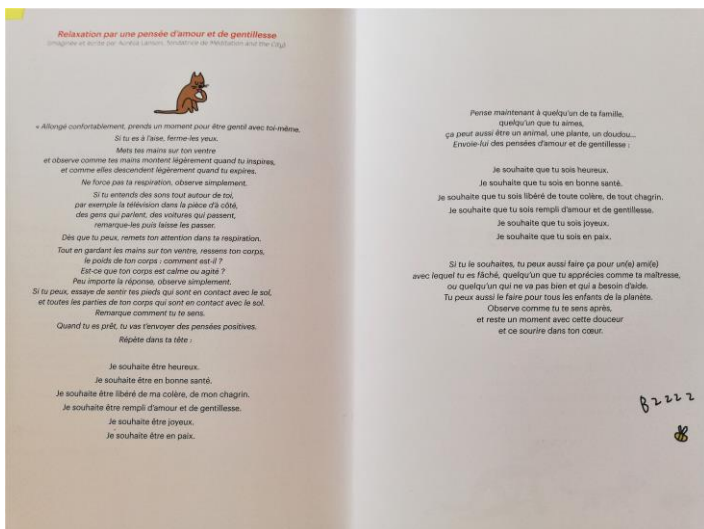 Relaxation par une pensée d'amour et de gentillesse
(imaginée et écrite par Auréa Lamon, fondatrice de Méditation and the City)
« Allongé confortablement, prends un moment pour être gentil avec toi-même.
Si tu es à l'aise, ferme-les yeux.
Mets tes mains sur ton ventre
et observe comme tes mains montent légèrement quand tu inspires,
et comme elles descendent légèrement quand tu expires.
Ne force pas ta respiration, observe simplement.
Si tu entends des sons tout autour de toi,
par exemple la télévision dans la pièce d'à côté,
des gens qui parlent, des voitures qui passent,
remarque-les puis laisse les passer.
Dès que tu peux, remets ton attention dans ta respiration.
Tout en gardant les mains sur ton ventre, ressens ton corps,
le poids de ton corps : comment est-il ?
Est-ce que ton corps est calme ou agité ?
Peu importe la réponse, observe simplement.
Si tu peux, essaye de sentir tes pieds qui sont en contact avec le sol,
et toutes les parties de ton corps qui sont en contact avec le sol.
Remarque comment tu te sens.
Quand tu es prêt, tu vas t'envoyer des pensées positives.
Répète dans ta tête :
Je souhaite être heureux.
Je souhaite être en bonne santé.
Je souhaite être libéré de ma colère, de mon chagrin.
Je souhaite être rempli d'amour et de gentillesse.
Je souhaite être joyeux.
Je souhaite être en paix.
Pense maintenant à quelqu'un de ta famille,
quelqu'un que tu aimes,
ça peut aussi être un animal, une plante, un doudou...
Envoie-lui des pensées d'amour et de gentillesse :
Je souhaite que tu sois heureux.
Je souhaite que tu sois en bonne santé.
Je souhaite que tu sois libéré de toute colère, de tout chagrin.
Je souhaite que tu sois rempli d'amour et de gentillesse.
Je souhaite que tu sois joyeux.
Je souhaite que tu sois en paix.
Si tu le souhaites, tu peux aussi faire ça pour un(e) ami(e)
avec lequel tu es fâché, quelqu'un que tu apprécies comme ta maîtresse,
ou quelqu'un qui ne va pas bien et qui a besoin d'aide.
Tu peux aussi le faire pour tous les enfants de la planète.
Observe comme tu te sens après,
et reste un moment avec cette douceur
et ce sourire dans ton cœur.
Bzzzz